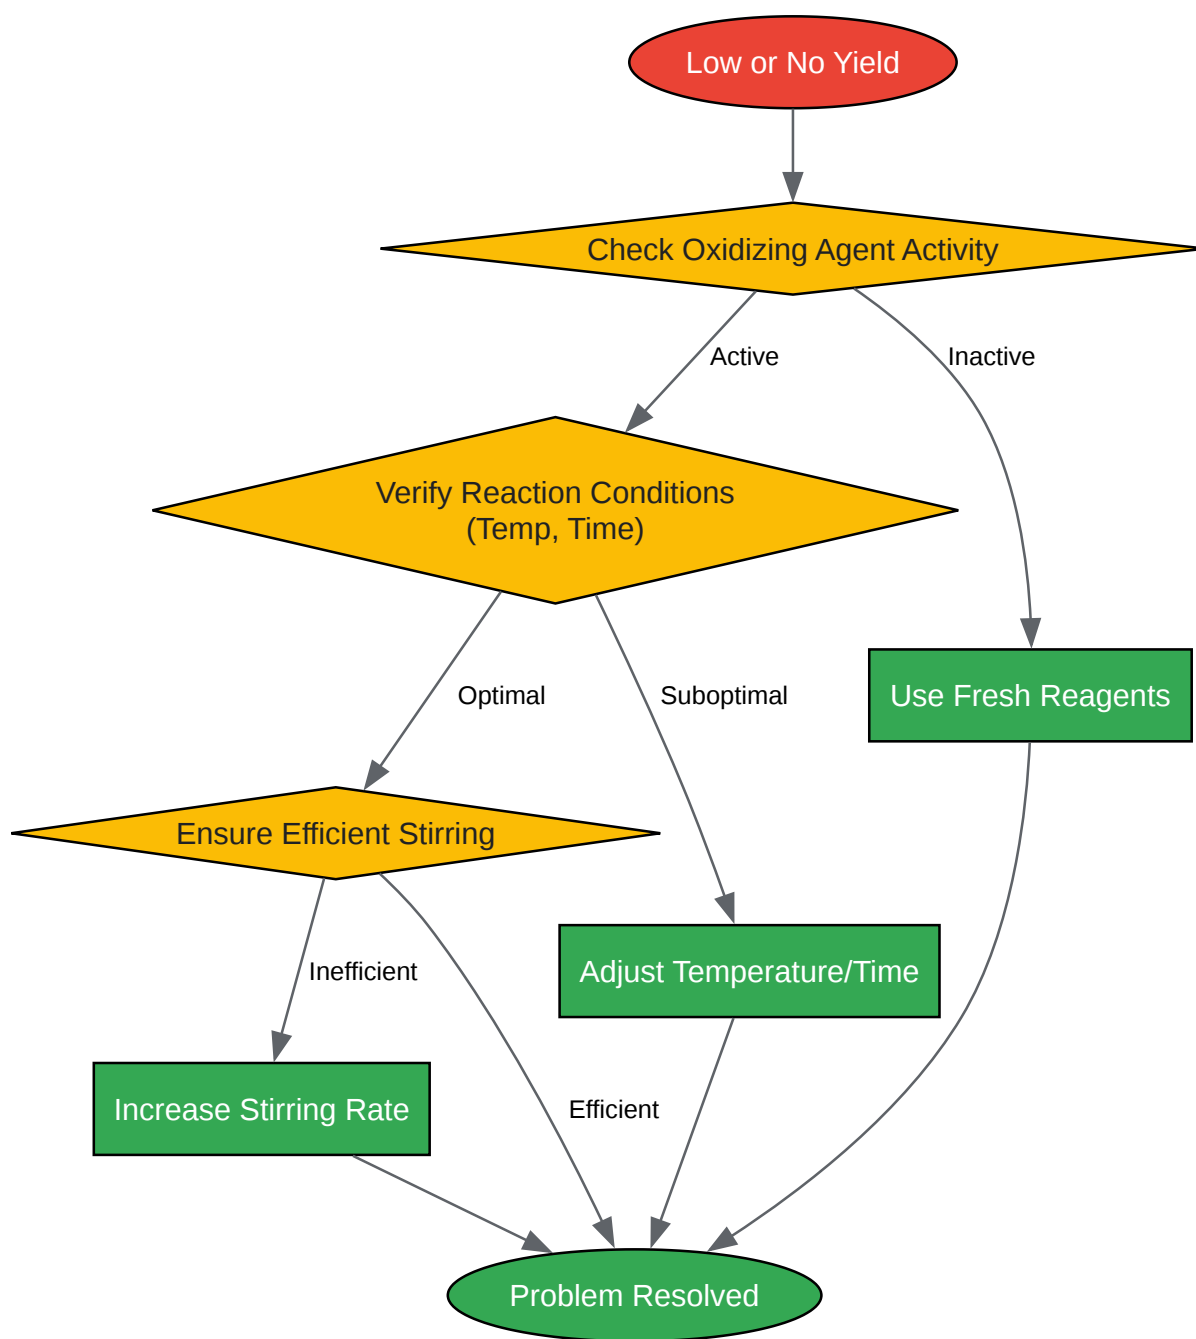 Low or No Yield
Check Oxidizing Agent Activity
Active
Inactive
Verify Reaction Conditions
(Temp, Time)
Optimal
Suboptimal
Use Fresh Reagents
Ensure Efficient Stirring
Inefficient
Adjust Temperature/Time
Increase Stirring Rate
Efficient
Problem Resolved